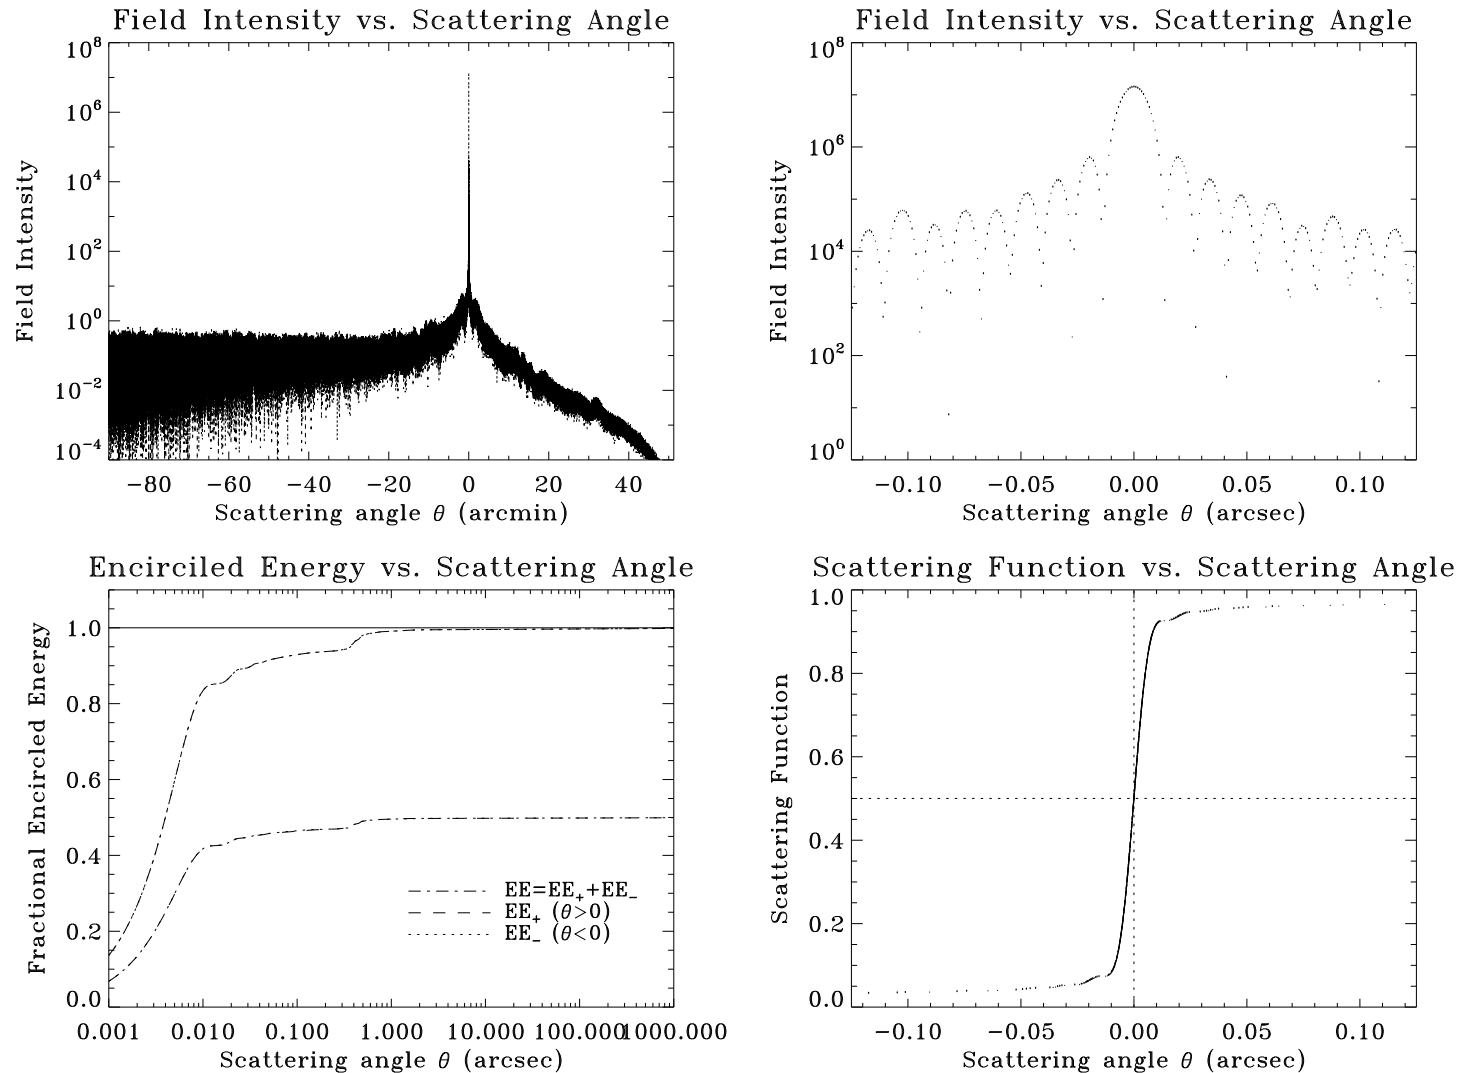 Field Intensity vs. Scattering Angle
10^8
10^6
10^4
10^2
10^0
10^-2
10^-4
Field Intensity
-80 -60 -40 -20 0 20 40
Scattering angle θ (arcmin)
Field Intensity vs. Scattering Angle
10^8
10^6
10^4
10^2
10^0
Field Intensity
-0.10 -0.05 0.00 0.05 0.10
Scattering angle θ (arcsec)
Encirciled Energy vs. Scattering Angle
1.0
0.8
0.6
0.4
0.2
0.0
Fractional Encircled Energy
EE=EE_+ +EE_-
EE_+ (θ>0)
EE_- (θ<0)
0.001 0.010 0.100 1.000 10.000 100.000 1000.000
Scattering angle θ (arcsec)
Scattering Function vs. Scattering Angle
1.0
0.8
0.6
0.4
0.2
0.0
Scattering Function
-0.10 -0.05 0.00 0.05 0.10
Scattering angle θ (arcsec)